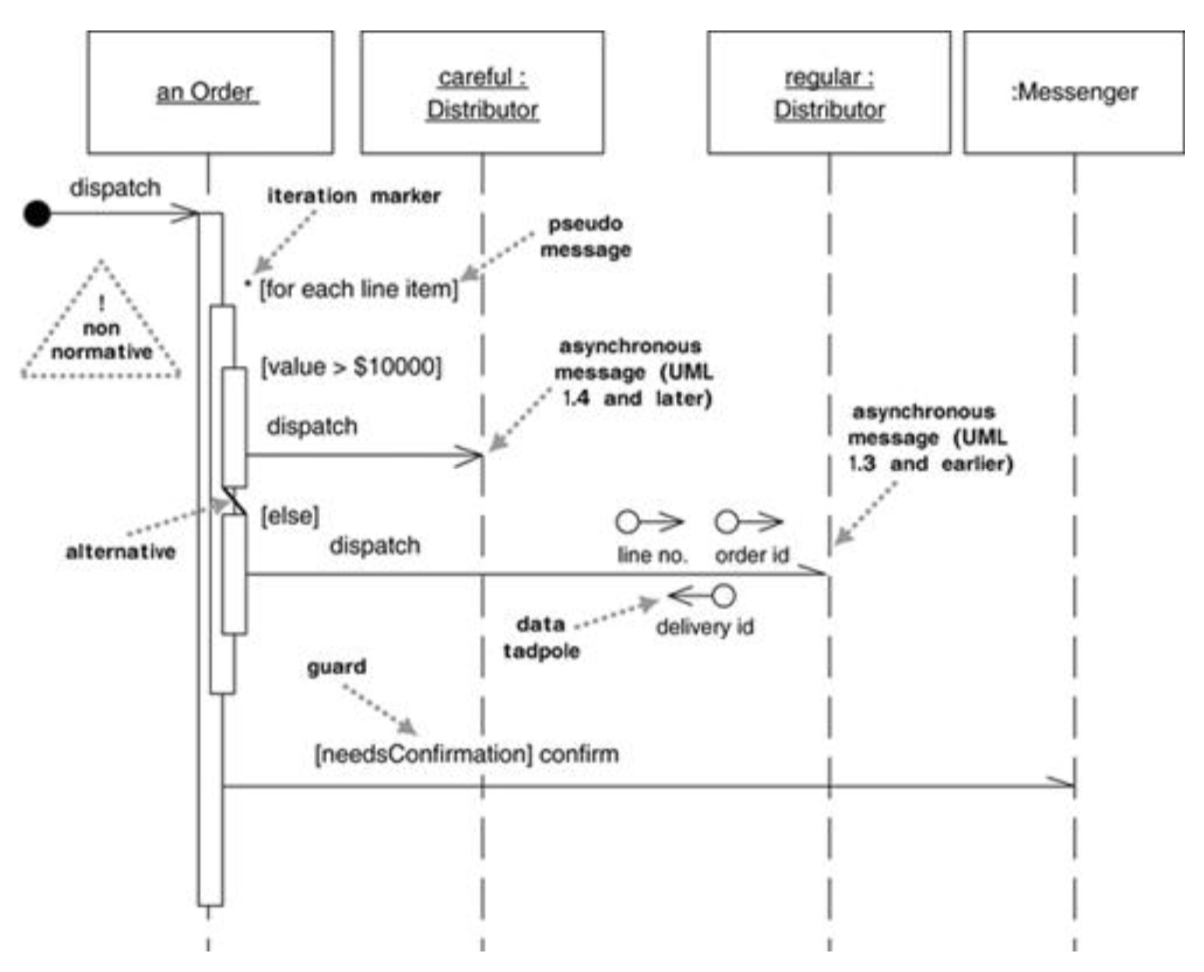 an Order
careful :
Distributor
regular :
Distributor
:Messenger
dispatch
iteration marker
pseudo
message
* [for each line item]
!
non
normative
asynchronous
message (UML
1.4 and later)
[value > $10000]
dispatch
asynchronous
message (UML
1.3 and earlier)
[else]
alternative
dispatch
line no.
order id
data
tadpole
delivery id
guard
[needsConfirmation] confirm